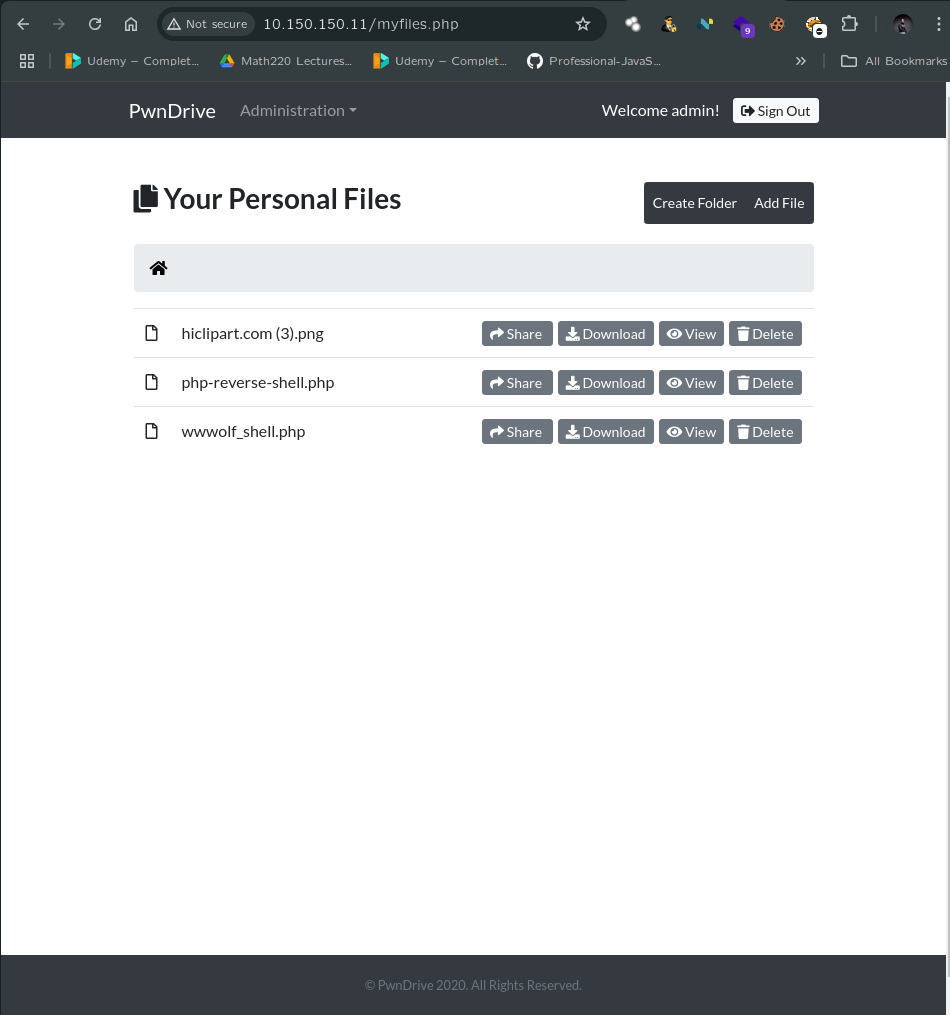 Not secure 10.150.150.11/myfiles.php 9
Udemy – Complet... Math220 Lectures... Udemy – Complet... Professional-JavaS... » All Bookmarks
PwnDrive Administration Welcome admin! Sign Out
Your Personal Files Create Folder Add File
hiclipart.com (3).png Share Download View Delete
php-reverse-shell.php Share Download View Delete
wwwolf_shell.php Share Download View Delete
© PwnDrive 2020. All Rights Reserved.